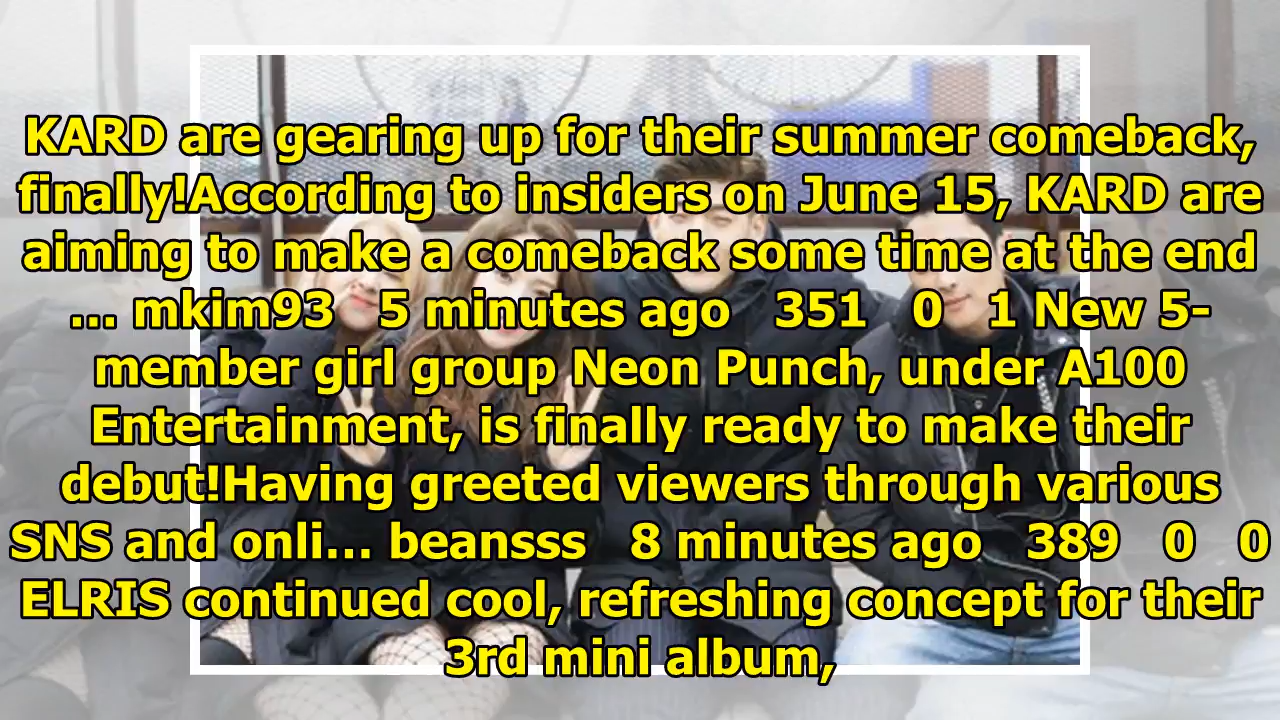 KARD are gearing up for their summer comeback,
finally!According to insiders on June 15, KARD are
aiming to make a comeback some time at the end
... mkim93   5 minutes ago   351   0   1 New 5-
member girl group Neon Punch, under A100
Entertainment, is finally ready to make their
debut!Having greeted viewers through various
SNS and onli... beansss   8 minutes ago   389   0   0
ELRIS continued cool, refreshing concept for their
3rd mini album,